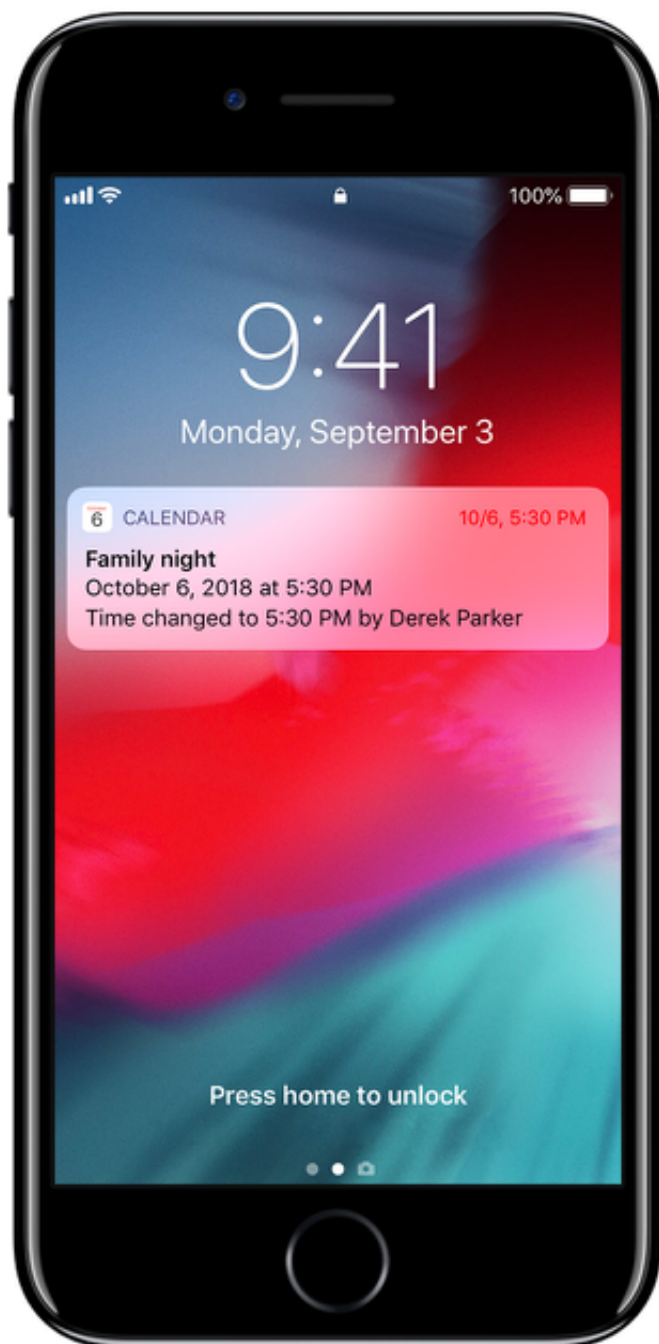 100%
9:41
Monday, September 3
6 CALENDAR 10/6, 5:30 PM
Family night
October 6, 2018 at 5:30 PM
Time changed to 5:30 PM by Derek Parker
Press home to unlock